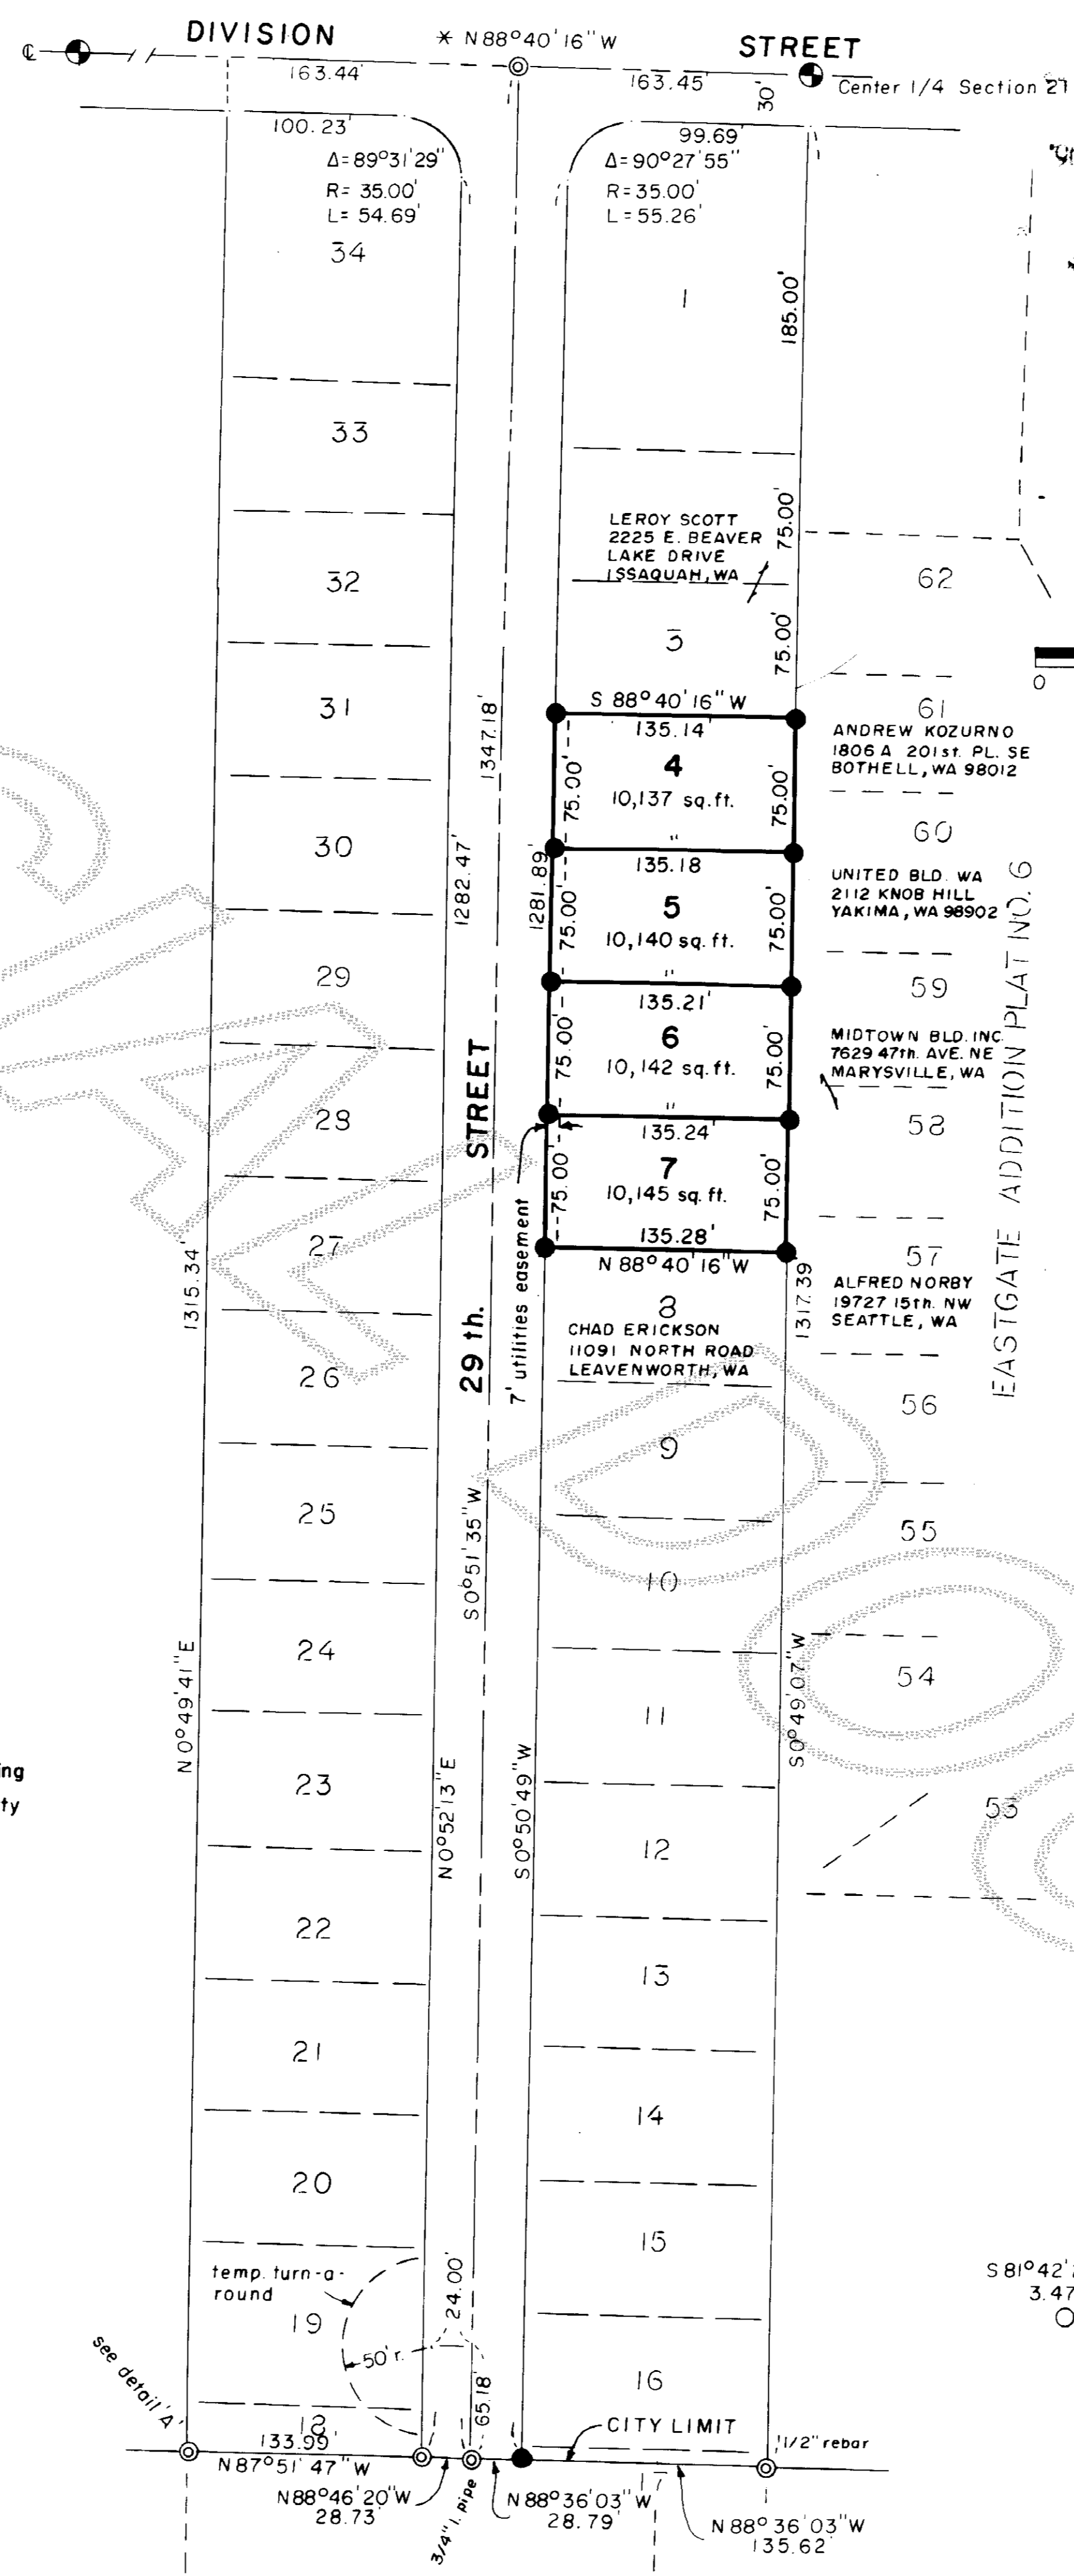 DIVISION
* N88°40'16"W
STREET
163.44'
163.45'
30'
Center 1/4 Section 27
100.23'
99.69'
Δ=89°31'29"
R= 35.00'
L= 54.69'
Δ=90°27'55"
R=35.00'
L=55.26'
34
1
185.00'
33
LEROY SCOTT
2225 E. BEAVER
LAKE DRIVE
ISSAQUAH, WA
75.00'
62
32
3
75.00'
0
31
1347.18'
S 88°40'16"W
135.14'
4
10,137 sq.ft.
75.00'
75.00'
61
ANDREW KOZURNO
1806 A 201st. PL. SE
BOTHELL, WA 98012
60
30
1282.47'
1281.89'
"
135.18
5
10,140 sq.ft.
75.00'
75.00'
UNITED BLD. WA
2112 KNOB HILL
YAKIMA, WA 98902
EASTGATE ADDITION PLAT NO. 6
29
"
135.21'
6
10,142 sq.ft.
75.00'
75.00'
59
MIDTOWN BLD. INC.
7629 47th. AVE. NE
MARYSVILLE, WA
58
28
29 th. STREET
"
135.24'
7
10,145 sq.ft.
75.00'
75.00'
135.28'
N 88°40'16"W
7' utilities easement
27
1315.34'
57
1317.39'
ALFRED NORBY
19727 15th. NW
SEATTLE, WA
8
CHAD ERICKSON
11091 NORTH ROAD
LEAVENWORTH, WA
26
56
9
25
S0°51'35"W
55
10
24
N0°49'41"E
54
11
S0°49'07"W
ing
ty
23
N0°52'13"E
S0°50'49"W
53
12
22
13
21
14
20
15
temp. turn-a-
round
24.00'
S81°42'
3.47
19
50' r.
see detail 'A'
65.18'
16
18
CITY LIMIT
1/2" rebar
133.99'
N87°51'47"W
N88°46'20"W
28.73'
3/4" I. pipe
N88°36'03"W
28.79'
N88°36'03"W
135.62'